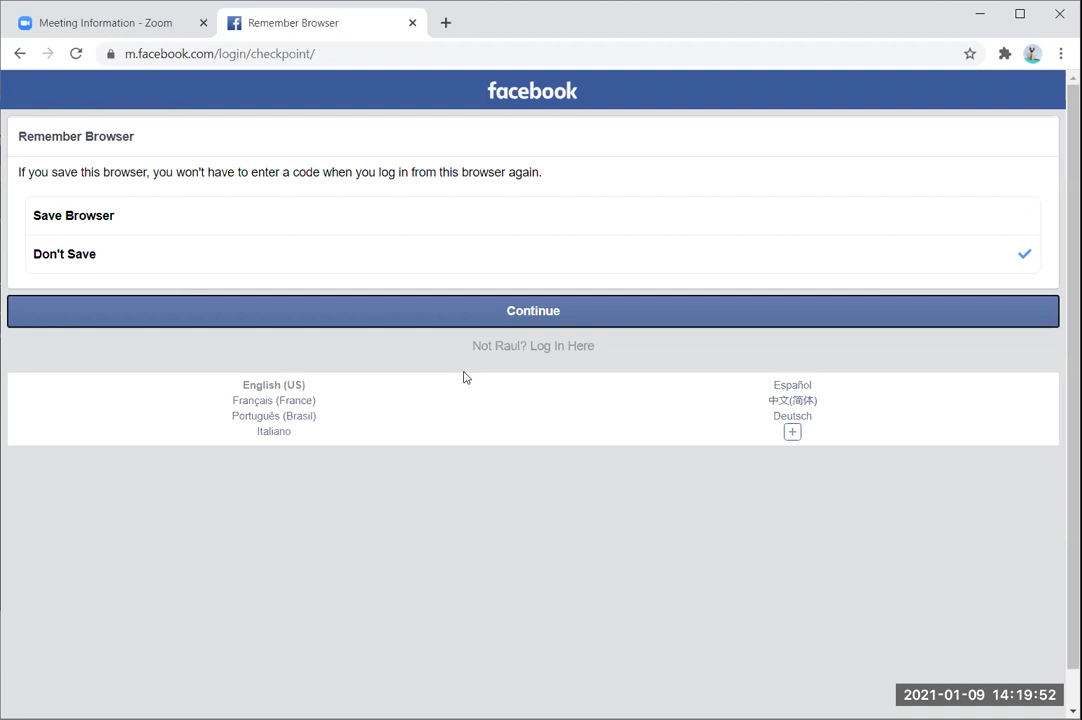 Meeting Information - Zoom
Remember Browser
m.facebook.com/login/checkpoint/
facebook
Remember Browser
If you save this browser, you won't have to enter a code when you log in from this browser again.
Save Browser
Don't Save
Continue
Not Raul? Log In Here
English (US)
Français (France)
Português (Brasil)
Italiano
Español
中文(简体)
Deutsch
2021-01-09 14:19:52